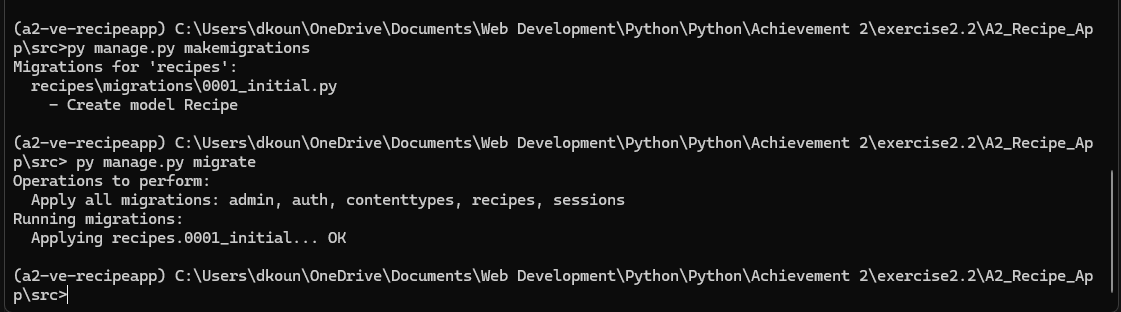 (a2-ve-recipeapp) C:\Users\dkoun\OneDrive\Documents\Web Development\Python\Python\Achievement 2\exercise2.2\A2_Recipe_Ap
p\src>py manage.py makemigrations
Migrations for 'recipes':
  recipes\migrations\0001_initial.py
    - Create model Recipe

(a2-ve-recipeapp) C:\Users\dkoun\OneDrive\Documents\Web Development\Python\Python\Achievement 2\exercise2.2\A2_Recipe_Ap
p\src> py manage.py migrate
Operations to perform:
  Apply all migrations: admin, auth, contenttypes, recipes, sessions
Running migrations:
  Applying recipes.0001_initial... OK

(a2-ve-recipeapp) C:\Users\dkoun\OneDrive\Documents\Web Development\Python\Python\Achievement 2\exercise2.2\A2_Recipe_Ap
p\src>